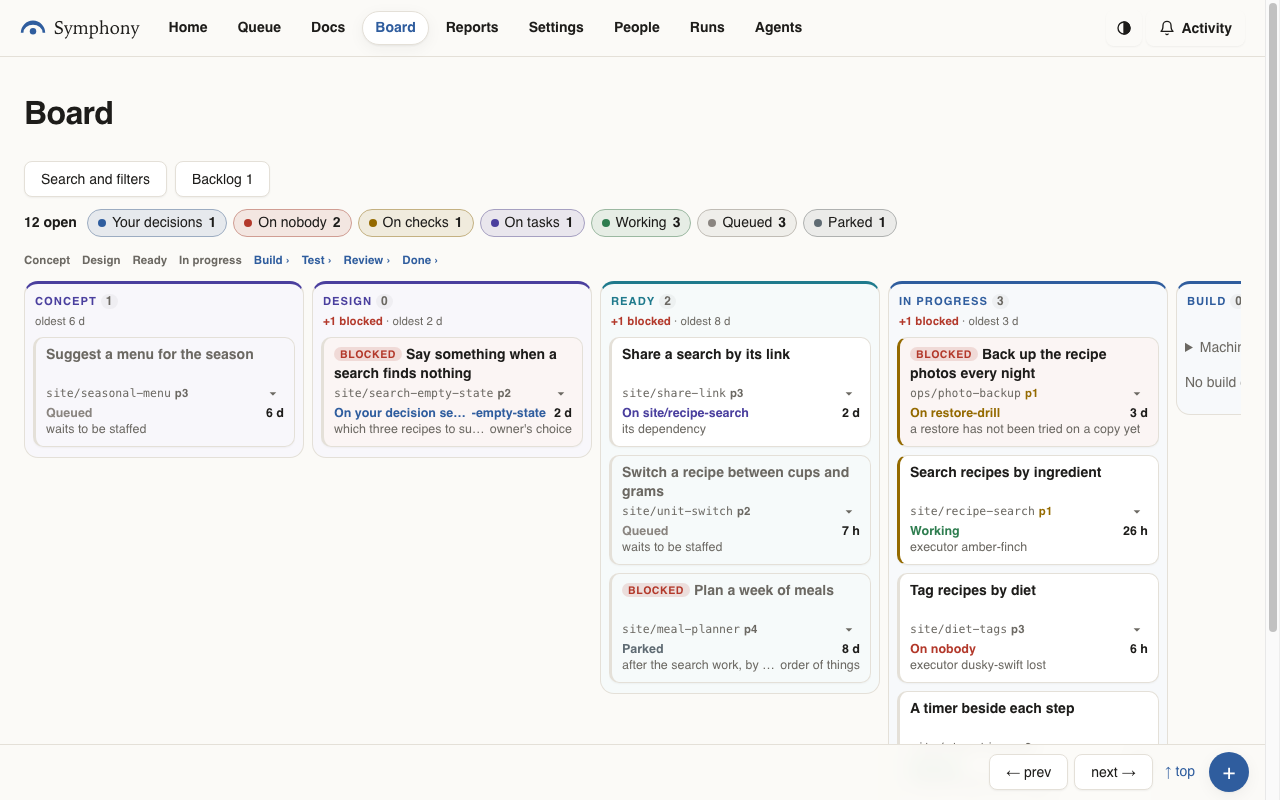 Symphony
Home
Queue
Docs
Board
Reports
Settings
People
Runs
Agents
Activity
Board
Search and filters
Backlog 1
12 open
Your decisions 1
On nobody 2
On checks 1
On tasks 1
Working 3
Queued 3
Parked 1
Concept
Design
Ready
In progress
Build ›
Test ›
Review ›
Done ›
CONCEPT 1
oldest 6 d
Suggest a menu for the season
site/seasonal-menu p3
Queued 6 d
waits to be staffed
DESIGN 0
+1 blocked · oldest 2 d
BLOCKED Say something when a
search finds nothing
site/search-empty-state p2
On your decision se… -empty-state 2 d
which three recipes to su… owner's choice
READY 2
+1 blocked · oldest 8 d
Share a search by its link
site/share-link p3
On site/recipe-search 2 d
its dependency
Switch a recipe between cups and
grams
site/unit-switch p2
Queued 7 h
waits to be staffed
BLOCKED Plan a week of meals
site/meal-planner p4
Parked 8 d
after the search work, by … order of things
IN PROGRESS 3
+1 blocked · oldest 3 d
BLOCKED Back up the recipe
photos every night
ops/photo-backup p1
On restore-drill 3 d
a restore has not been tried on a copy yet
Search recipes by ingredient
site/recipe-search p1
Working 26 h
executor amber-finch
Tag recipes by diet
site/diet-tags p3
On nobody 6 h
executor dusky-swift lost
A timer beside each step
BUILD 0
No build
← prev
next →
↑ top
+